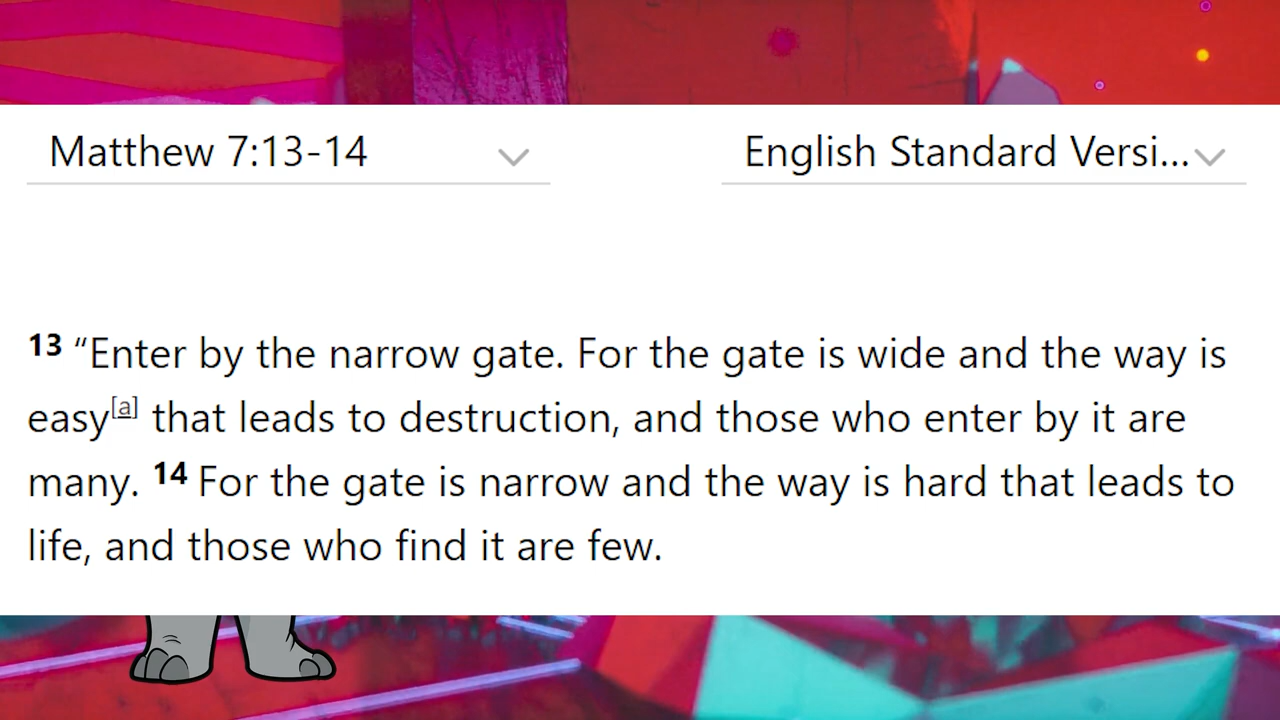 Matthew 7:13-14
English Standard Versi...
13 “Enter by the narrow gate. For the gate is wide and the way is
easy[a] that leads to destruction, and those who enter by it are
many. 14 For the gate is narrow and the way is hard that leads to
life, and those who find it are few.